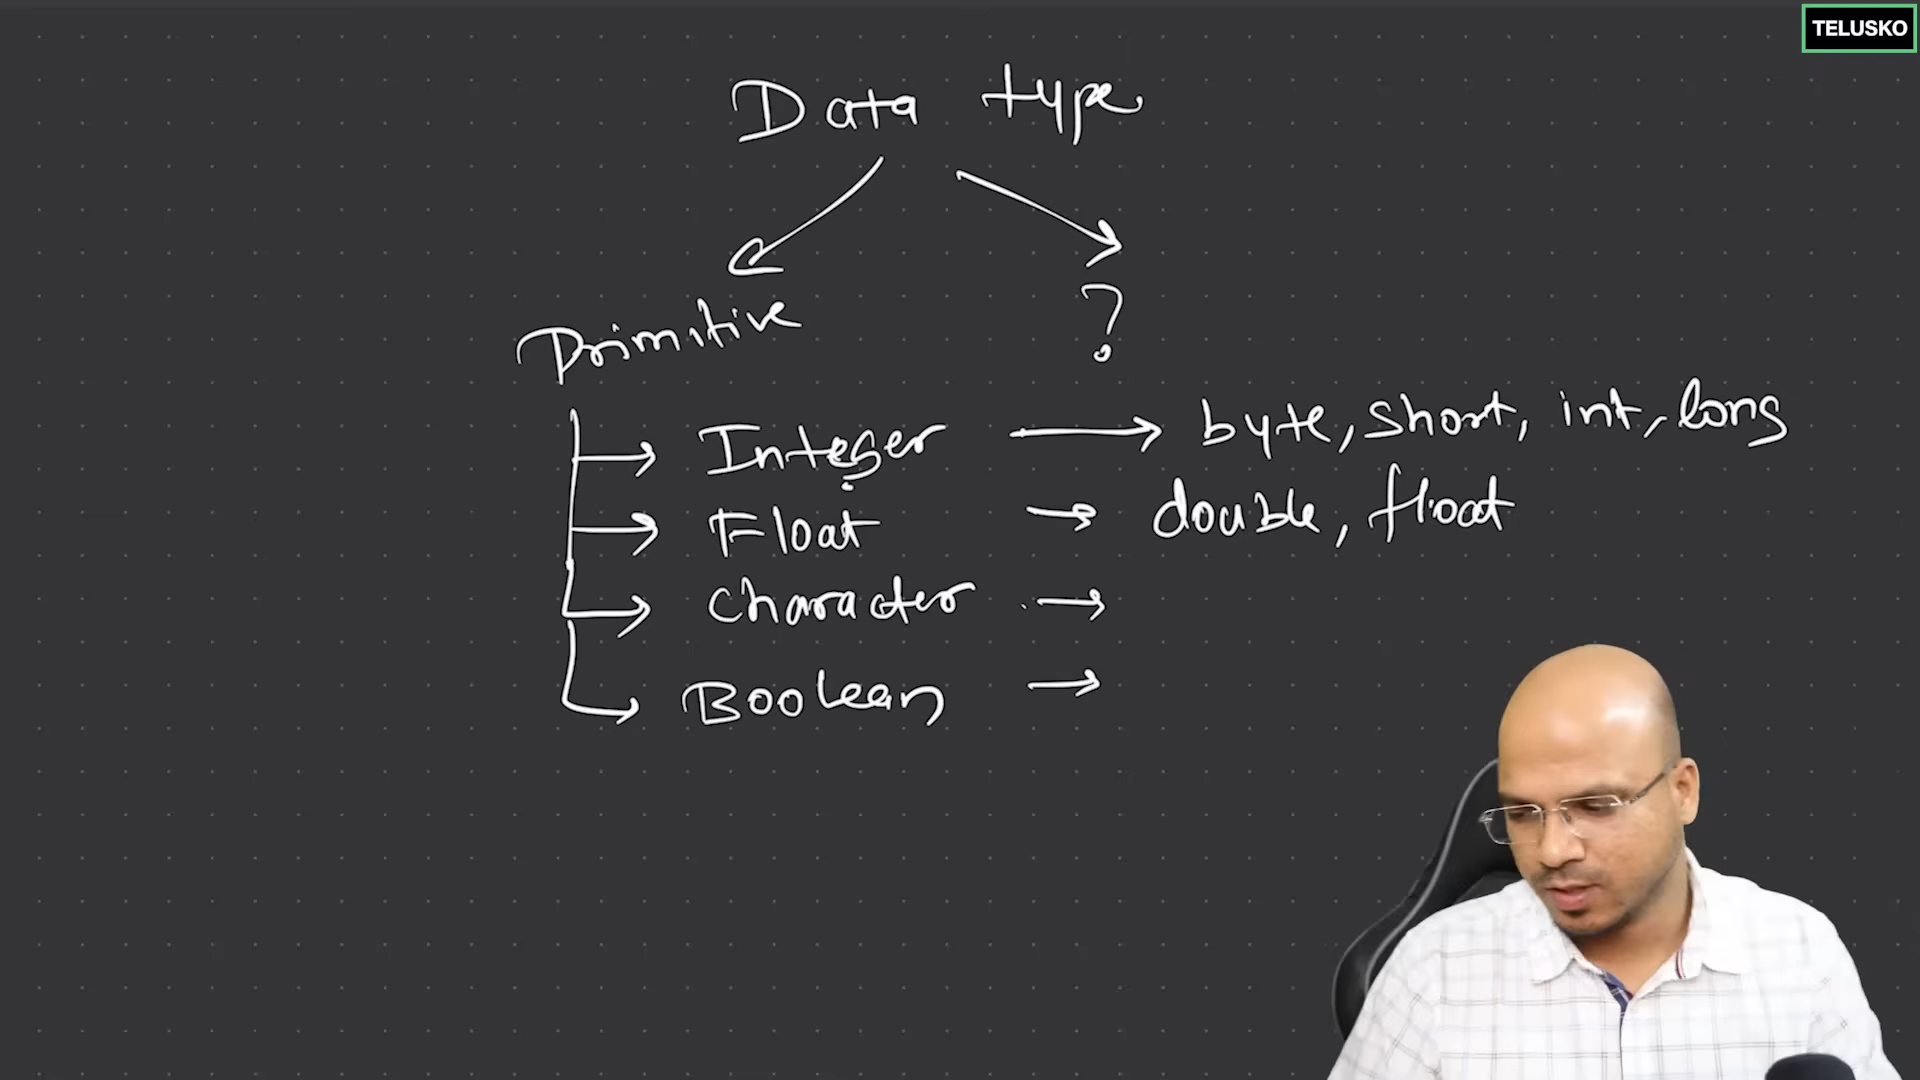 TELUSKO
Data type
Primitive
?
Integer → byte, short, int, long
Float → double, float
Character →
Boolean →